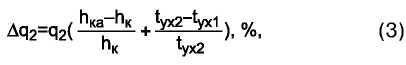 Δq2=q2( (hка–hк)/hк + (tух2–tух1)/tух2 ), %, (3)